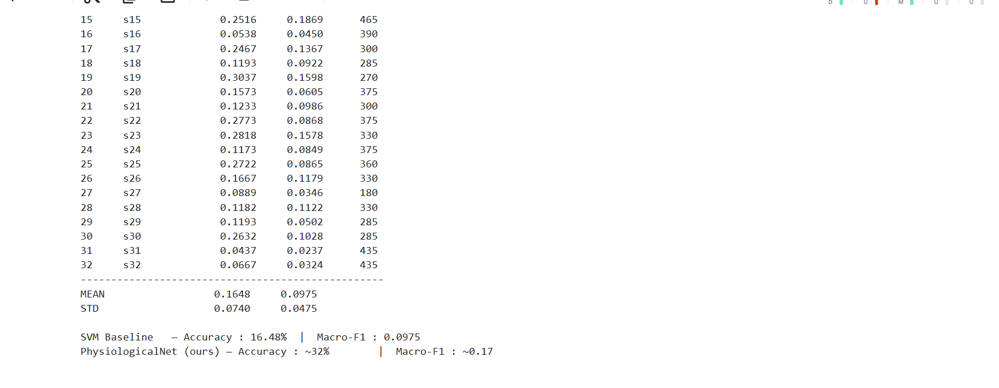 D U M U U
15 s15 0.2516 0.1869 465
16 s16 0.0538 0.0450 390
17 s17 0.2467 0.1367 300
18 s18 0.1193 0.0922 285
19 s19 0.3037 0.1598 270
20 s20 0.1573 0.0605 375
21 s21 0.1233 0.0986 300
22 s22 0.2773 0.0868 375
23 s23 0.2818 0.1578 330
24 s24 0.1173 0.0849 375
25 s25 0.2722 0.0865 360
26 s26 0.1667 0.1179 330
27 s27 0.0889 0.0346 180
28 s28 0.1182 0.1122 330
29 s29 0.1193 0.0502 285
30 s30 0.2632 0.1028 285
31 s31 0.0437 0.0237 435
32 s32 0.0667 0.0324 435
--------------------------------------------------
MEAN 0.1648 0.0975
STD 0.0740 0.0475
SVM Baseline — Accuracy : 16.48% | Macro-F1 : 0.0975
PhysiologicalNet (ours) — Accuracy : ~32% | Macro-F1 : ~0.17